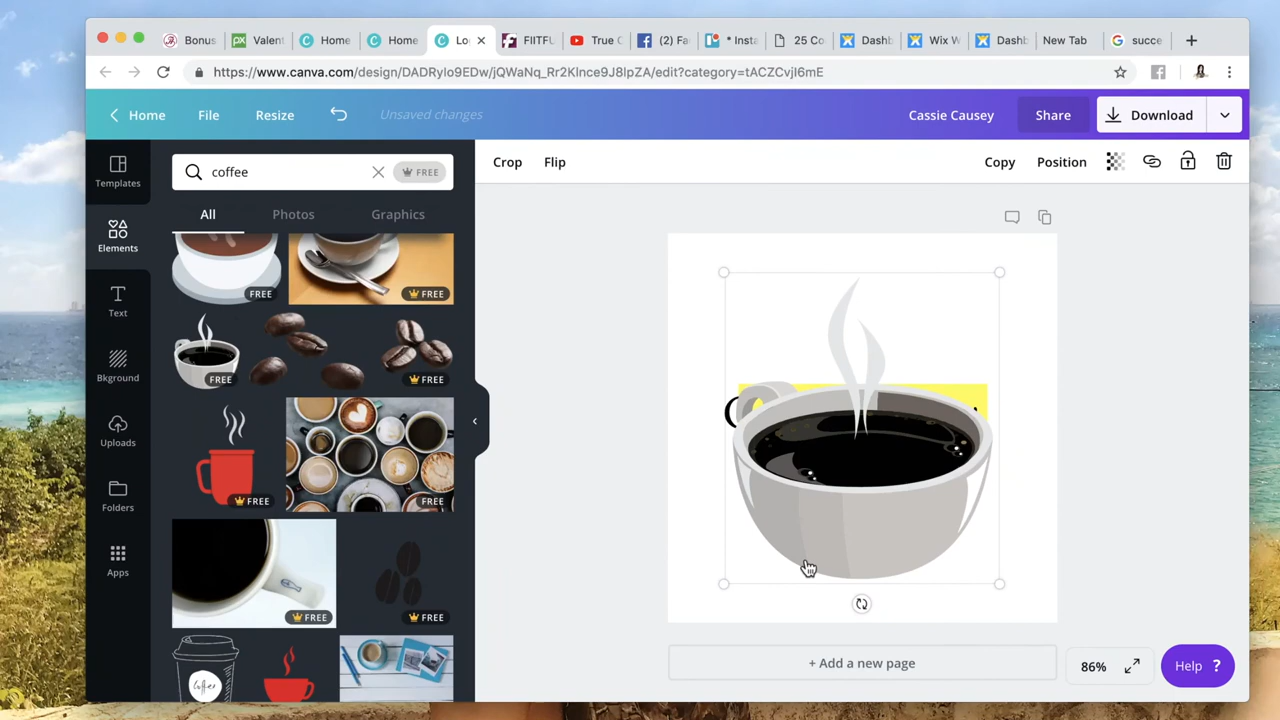 Bonus
Valent
Home
Home
Lo
FIITFU
True C
(2) Fa
* Insta
25 Co
Dashb
Wix W
Dashb
New Tab
succe
https://www.canva.com/design/DADRylo9EDw/jQWaNq_Rr2KInce9J8lpZA/edit?category=tACZCvjI6mE
Home
File
Resize
Unsaved changes
Cassie Causey
Share
Download
Templates
Elements
Text
Bkground
Uploads
Folders
Apps
coffee
FREE
All
Photos
Graphics
FREE
FREE
FREE
FREE
FREE
FREE
FREE
FREE
Coffee
Crop
Flip
Copy
Position
+ Add a new page
86%
Help ?